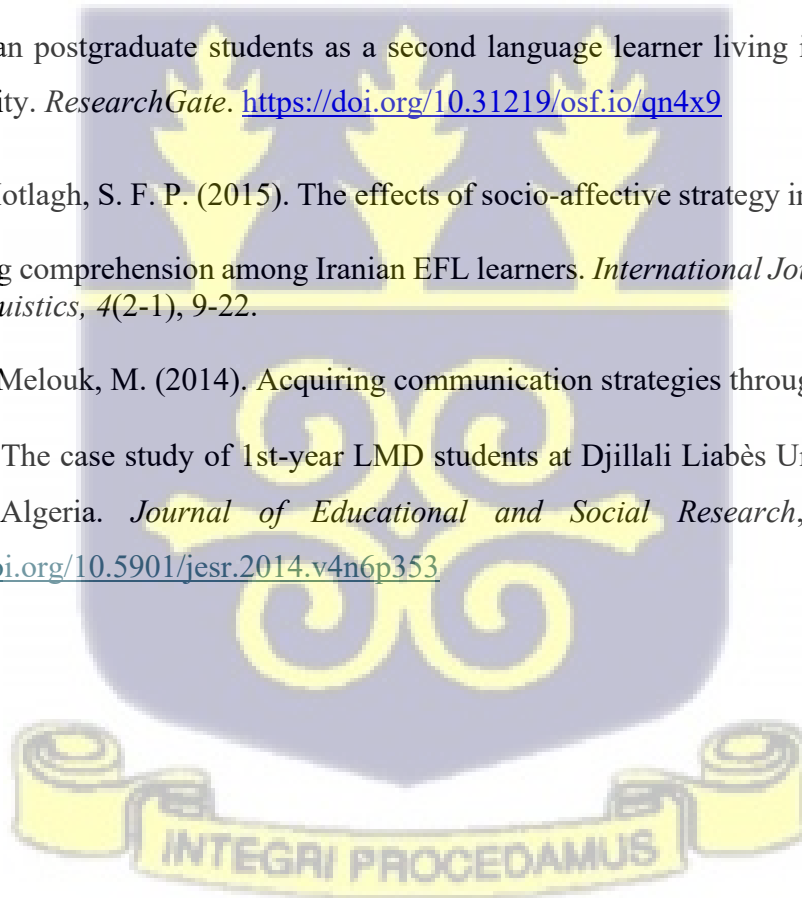 an postgraduate students as a second language learner living i
ity. ResearchGate. https://doi.org/10.31219/osf.io/qn4x9
otlagh, S. F. P. (2015). The effects of socio-affective strategy in
g comprehension among Iranian EFL learners. International Jou
uistics, 4(2-1), 9-22.
Melouk, M. (2014). Acquiring communication strategies throug
The case study of 1st-year LMD students at Djillali Liabès Un
Algeria. Journal of Educational and Social Research,
oi.org/10.5901/jesr.2014.v4n6p353
INTEGRI PROCEDAMUS